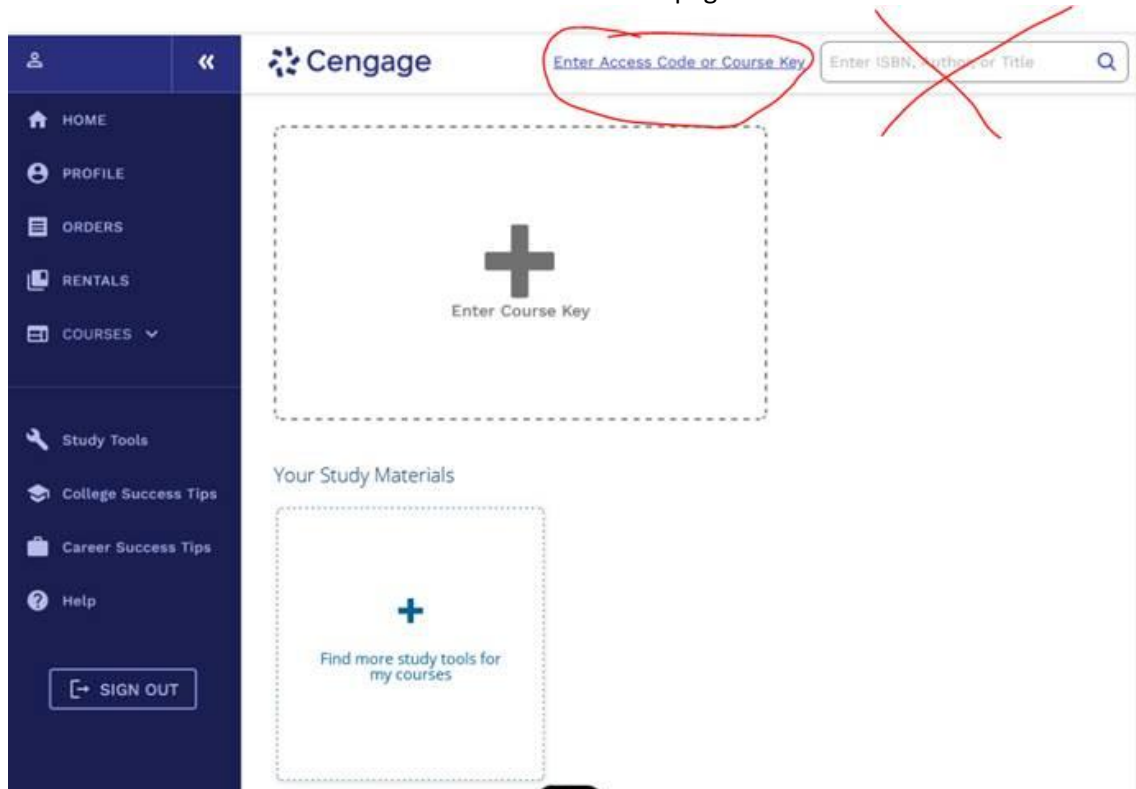 Cengage
Enter Access Code or Course Key
Enter ISBN, Author, or Title
HOME
PROFILE
ORDERS
RENTALS
COURSES
Study Tools
College Success Tips
Career Success Tips
Help
SIGN OUT
Enter Course Key
Your Study Materials
Find more study tools for
my courses